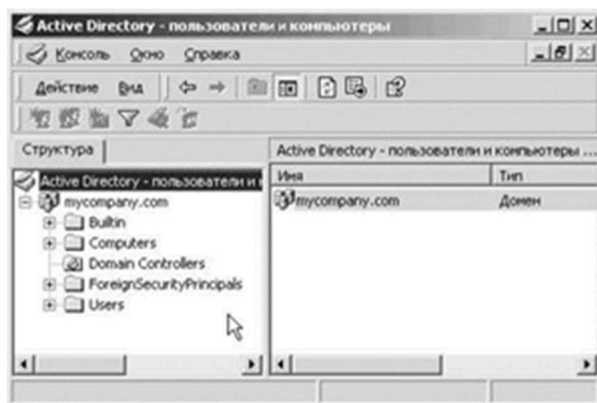 Active Directory - пользователи и компьютеры
Консоль Окно Справка
Действие Вид
Структура
Active Directory - пользователи и компьютеры ...
Active Directory - пользователи и
Имя Тип
mycompany.com
mycompany.com Домен
Builtin
Computers
Domain Controllers
ForeignSecurityPrincipals
Users